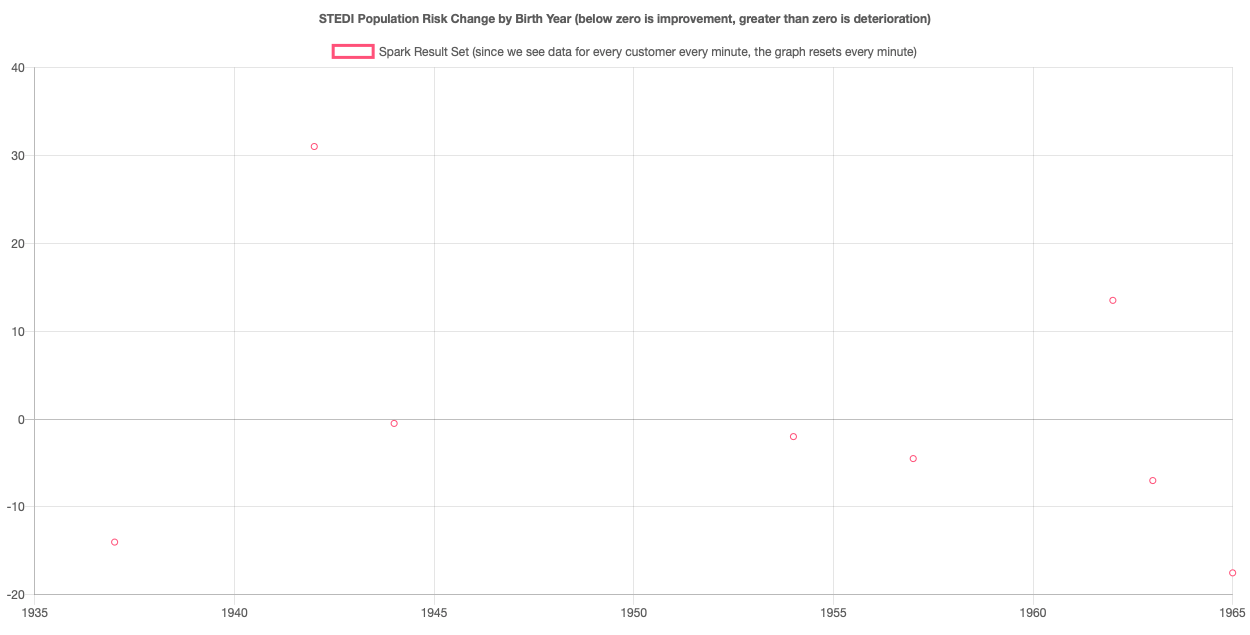 STEDI Population Risk Change by Birth Year (below zero is improvement, greater than zero is deterioration)
Spark Result Set (since we see data for every customer every minute, the graph resets every minute)
40
30
20
10
0
-10
-20
1935 1940 1945 1950 1955 1960 1965